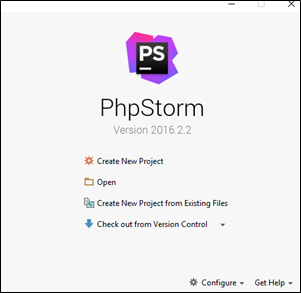 PS
PhpStorm
Version 2016.2.2
Create New Project
Open
Create New Project from Existing Files
Check out from Version Control
Configure Get Help